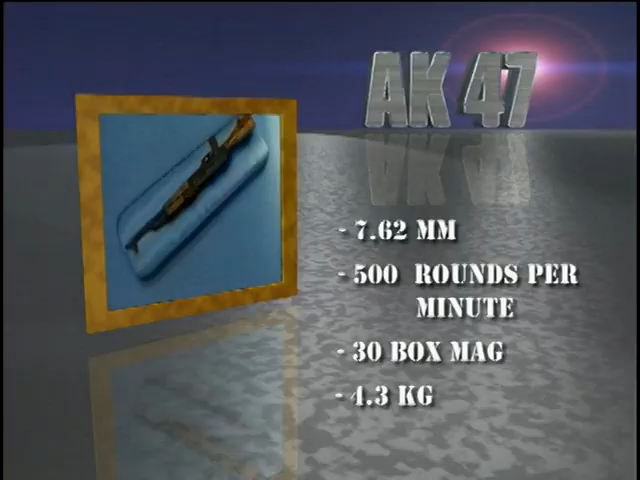 AK 47
- 7.62 MM
- 500 ROUNDS PER
MINUTE
- 30 BOX MAG
- 4.3 KG